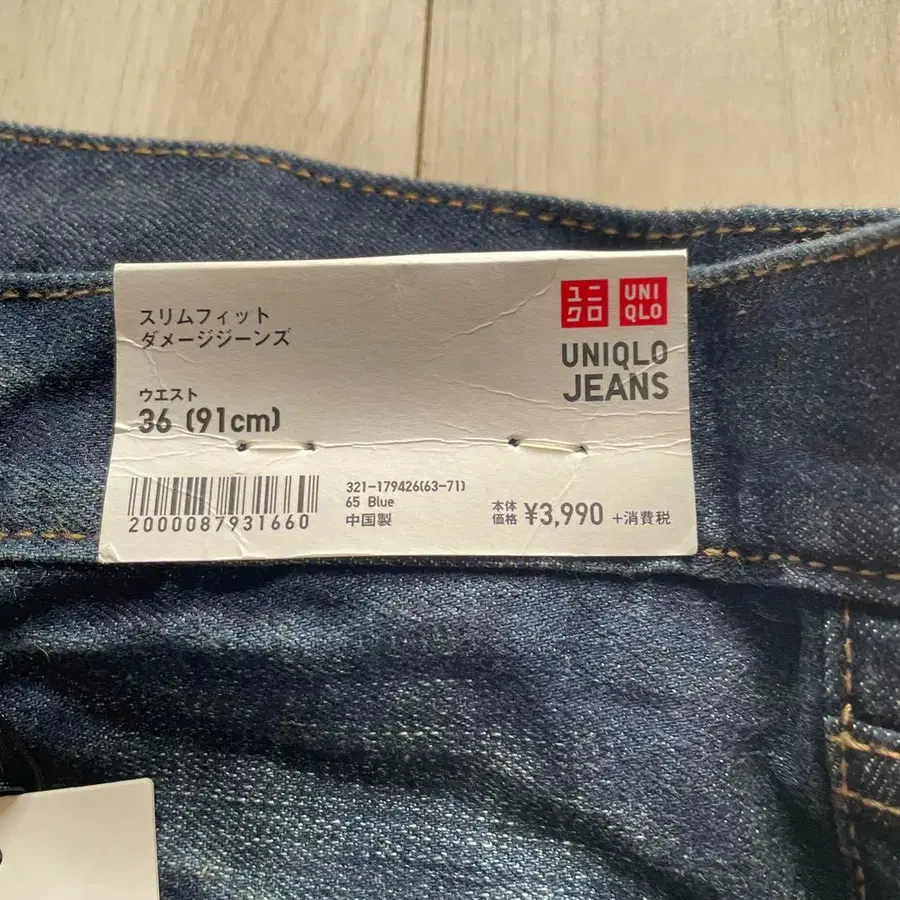 スリムフィット
ダメージジーンズ
ウエスト
36 (91cm)
2000087931660
321-179426(63-71)
65 Blue
中国製
ユニ
クロ
UNI
QLO
UNIQLO
JEANS
本体
価格 ¥3,990 +消費税